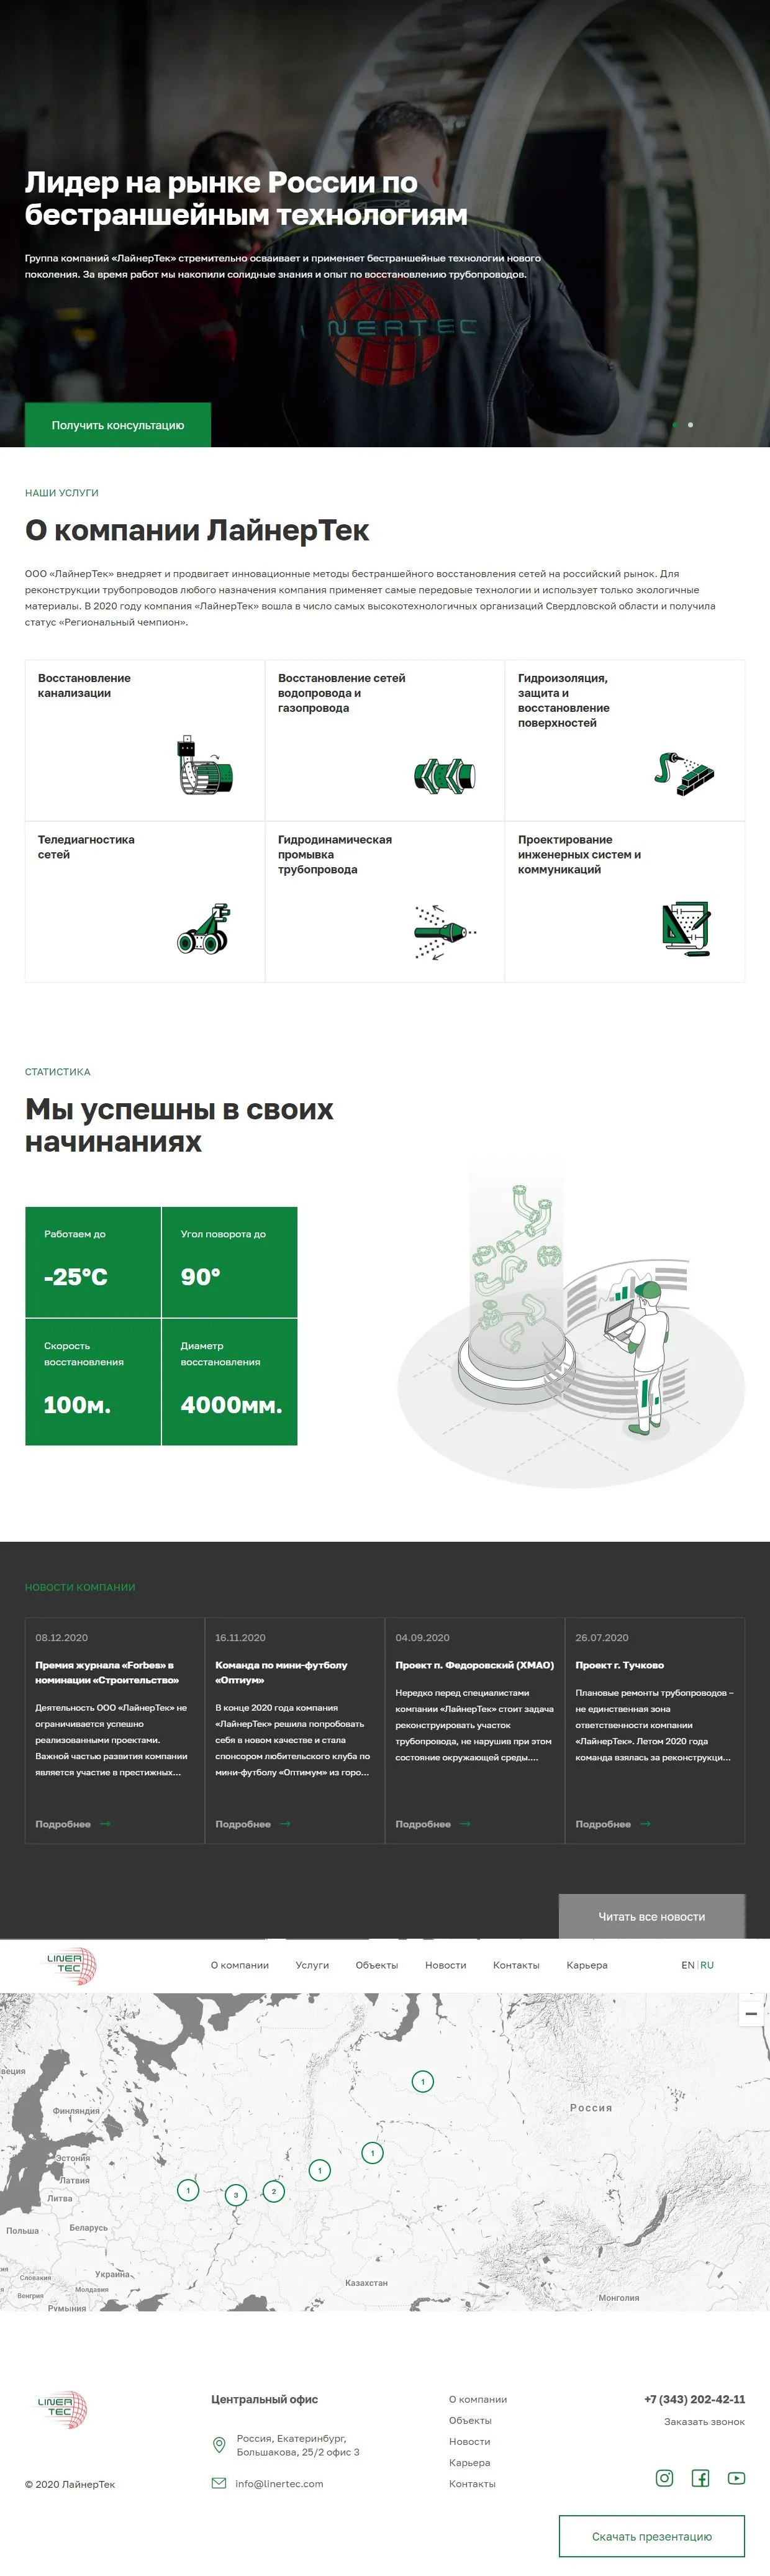 Лидер на рынке России по
бестраншейным технологиям
Группа компаний «ЛайнерТек» стремительно осваивает и применяет бестраншейные технологии нового
поколения. За время работ мы накопили солидные знания и опыт по восстановлению трубопроводов.
LINERTEC
Получить консультацию
НАШИ УСЛУГИ
О компании ЛайнерТек
ООО «ЛайнерТек» внедряет и продвигает инновационные методы бестраншейного восстановления сетей на российский рынок. Для
реконструкции трубопроводов любого назначения компания применяет самые передовые технологии и использует только экологичные
материалы. В 2020 году компания «ЛайнерТек» вошла в число самых высокотехнологичных организаций Свердловской области и получила
статус «Региональный чемпион».
Восстановление
канализации
Восстановление сетей
водопровода и
газопровода
Гидроизоляция,
защита и
восстановление
поверхностей
Теледиагностика
сетей
Гидродинамическая
промывка
трубопровода
Проектирование
инженерных систем и
коммуникаций
СТАТИСТИКА
Мы успешны в своих
начинаниях
Работаем до
-25°C
Угол поворота до
90°
Скорость
восстановления
100м.
Диаметр
восстановления
4000мм.
НОВОСТИ КОМПАНИИ
08.12.2020
Премия журнала «Forbes» в
номинации «Строительство»
Деятельность ООО «ЛайнерТек» не
ограничивается успешно
реализованными проектами.
Важной частью развития компании
является участие в престижных...
Подробнее
16.11.2020
Команда по мини-футболу
«Оптиум»
В конце 2020 года компания
«ЛайнерТек» решила попробовать
себя в новом качестве и стала
спонсором любительского клуба по
мини-футболу «Оптимум» из горо...
Подробнее
04.09.2020
Проект п. Федоровский (ХМАО)
Нередко перед специалистами
компании «ЛайнерТек» стоит задача
реконструировать участок
трубопровода, не нарушив при этом
состояние окружающей среды....
Подробнее
26.07.2020
Проект г. Тучково
Плановые ремонты трубопроводов –
не единственная зона
ответственности компании
«ЛайнерТек». Летом 2020 года
команда взялась за реконструкци...
Подробнее
Читать все новости
LINER
TEC
О компании
Услуги
Объекты
Новости
Контакты
Карьера
EN | RU
Финляндия
Эстония
Латвия
Литва
Польша
Беларусь
Словакия
Украина
Молдавия
Венгрия
Румыния
Россия
Казахстан
Монголия
1
1
1
1
3
2
LINER
TEC
© 2020 ЛайнерТек
Центральный офис
Россия, Екатеринбург,
Большакова, 25/2 офис 3
info@linertec.com
О компании
Объекты
Новости
Карьера
Контакты
+7 (343) 202-42-11
Заказать звонок
Скачать презентацию